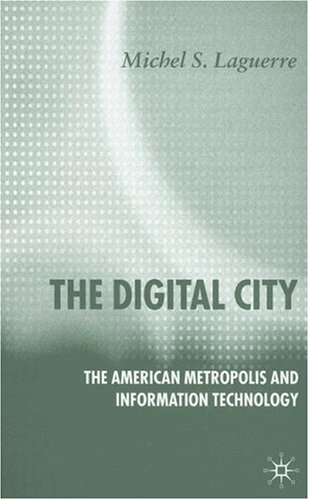 Michel S. Laguerre
THE DIGITAL CITY
THE AMERICAN METROPOLIS AND
INFORMATION TECHNOLOGY